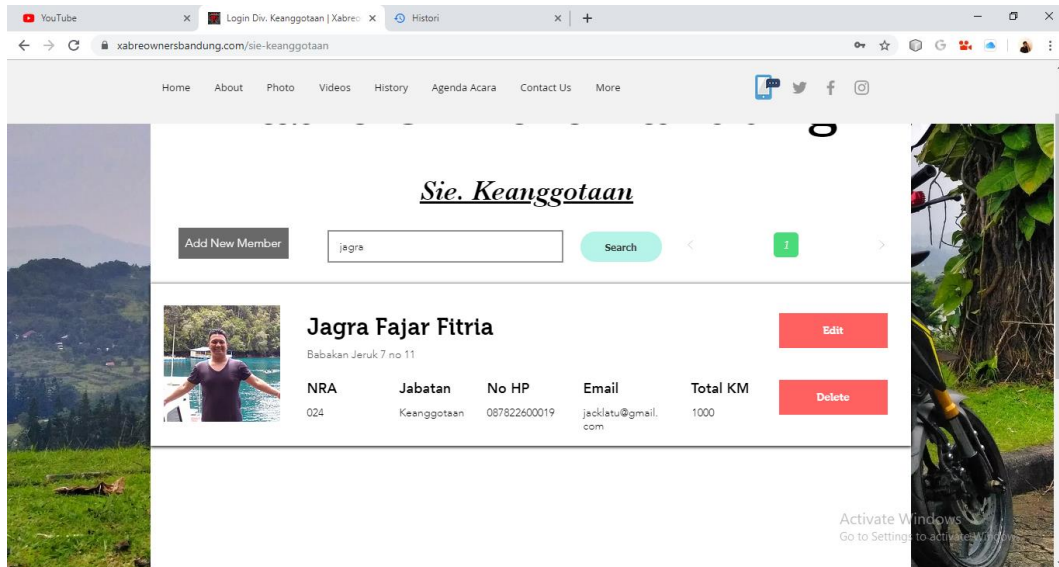 YouTube
Login Div. Keanggotaan | Xabreo
Histori
xabreownersbandung.com/sie-keanggotaan
Home About Photo Videos History Agenda Acara Contact Us More
Sie. Keanggotaan
Add New Member
jagra
Search
1
Jagra Fajar Fitria
Edit
Babakan Jeruk 7 no 11
NRA Jabatan No HP Email Total KM
Delete
024 Keanggotaan 087822600019 jacklatu@gmail. 1000
com
Activate Windows
Go to Settings to activate Windows.